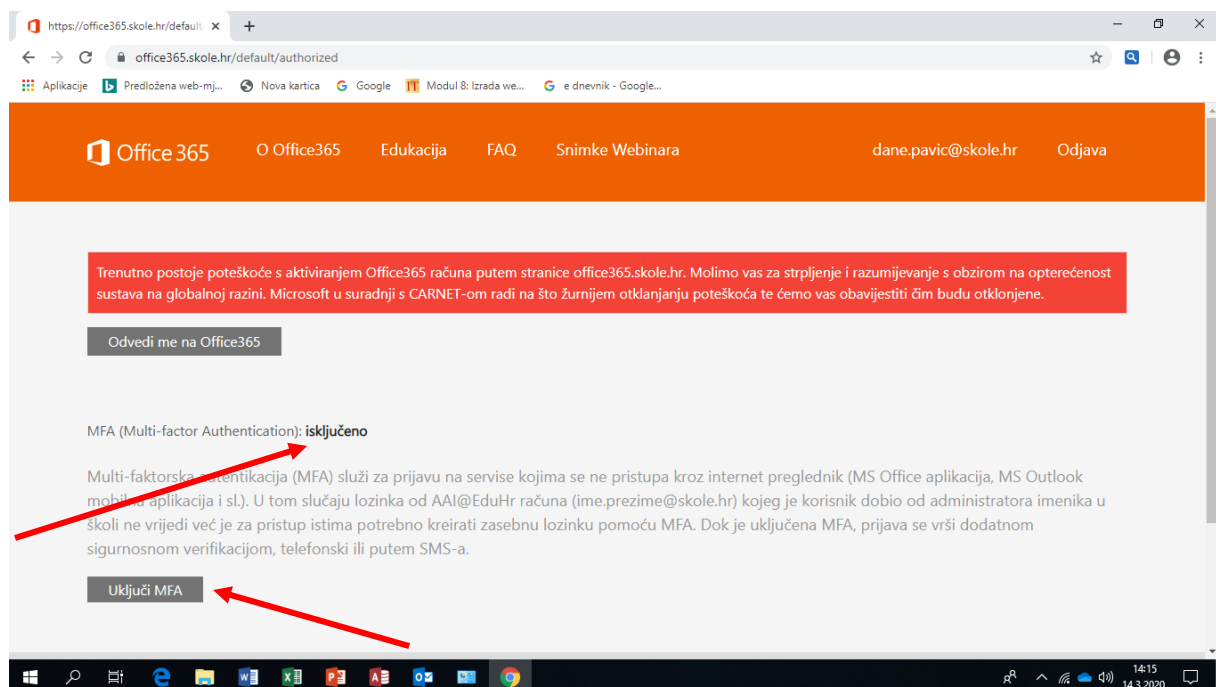 https://office365.skole.hr/default
office365.skole.hr/default/authorized
Aplikacije Predložena web-mj... Nova kartica Google Modul 8: Izrada we... e dnevnik - Google...
Office 365 O Office365 Edukacija FAQ Snimke Webinara dane.pavic@skole.hr Odjava
Trenutno postoje poteškoće s aktiviranjem Office365 računa putem stranice office365.skole.hr. Molimo vas za strpljenje i razumijevanje s obzirom na opterećenost
sustava na globalnoj razini. Microsoft u suradnji s CARNET-om radi na što žurnijem otklanjanju poteškoća te ćemo vas obavijestiti čim budu otklonjene.
Odvedi me na Office365
MFA (Multi-factor Authentication): isključeno
Multi-faktorska autentikacija (MFA) služi za prijavu na servise kojima se ne pristupa kroz internet preglednik (MS Office aplikacija, MS Outlook
mobilna aplikacija i sl.). U tom slučaju lozinka od AAI@EduHr računa (ime.prezime@skole.hr) kojeg je korisnik dobio od administratora imenika u
školi ne vrijedi već je za pristup istima potrebno kreirati zasebnu lozinku pomoću MFA. Dok je uključena MFA, prijava se vrši dodatnom
sigurnosnom verifikacijom, telefonski ili putem SMS-a.
Uključi MFA
14:15
14.3.2020